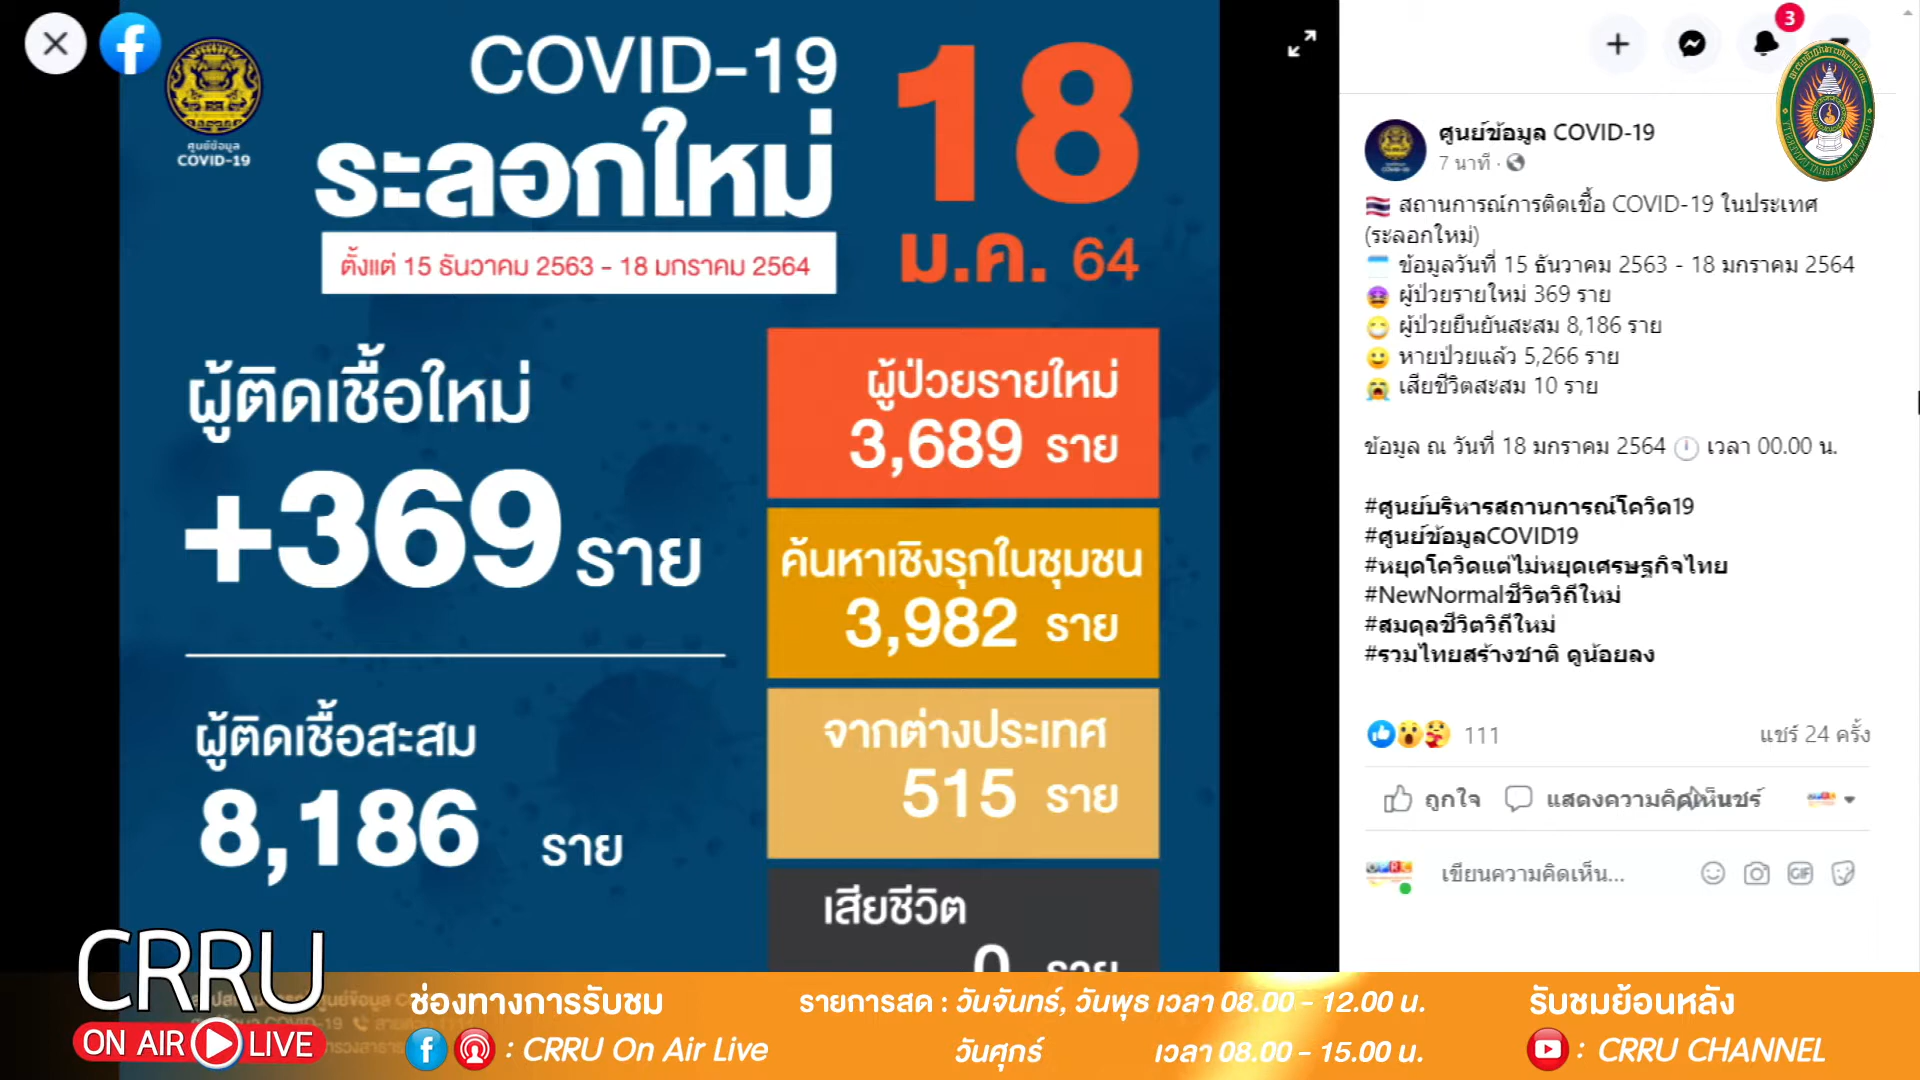 ศูนย์ข้อมูล
COVID-19
COVID-19
ระลอกใหม่
ตั้งแต่ 15 ธันวาคม 2563 - 18 มกราคม 2564
18
ม.ค. 64
ผู้ติดเชื้อใหม่
+369 ราย
ผู้ติดเชื้อสะสม
8,186 ราย
ผู้ป่วยรายใหม่
3,689 ราย
ค้นหาเชิงรุกในชุมชน
3,982 ราย
จากต่างประเทศ
515 ราย
เสียชีวิต
0 ราย
3
ศูนย์ข้อมูล COVID-19
7 นาที ·
สถานการณ์การติดเชื้อ COVID-19 ในประเทศ
(ระลอกใหม่)
ข้อมูลวันที่ 15 ธันวาคม 2563 - 18 มกราคม 2564
ผู้ป่วยรายใหม่ 369 ราย
ผู้ป่วยยืนยันสะสม 8,186 ราย
หายป่วยแล้ว 5,266 ราย
เสียชีวิตสะสม 10 ราย
ข้อมูล ณ วันที่ 18 มกราคม 2564 เวลา 00.00 น.
#ศูนย์บริหารสถานการณ์โควิด19
#ศูนย์ข้อมูลCOVID19
#หยุดโควิดแต่ไม่หยุดเศรษฐกิจไทย
#NewNormalชีวิตวิถีใหม่
#สมดุลชีวิตวิถีใหม่
#รวมไทยสร้างชาติ ดูน้อยลง
111
แชร์ 24 ครั้ง
ถูกใจ แสดงความคิดเห็น แชร์
เขียนความคิดเห็น...
GIF
CRRU
ON AIR LIVE
ช่องทางการรับชม
: CRRU On Air Live
รายการสด : วันจันทร์, วันพุธ เวลา 08.00 - 12.00 น.
วันศุกร์ เวลา 08.00 - 15.00 น.
รับชมย้อนหลัง
: CRRU CHANNEL